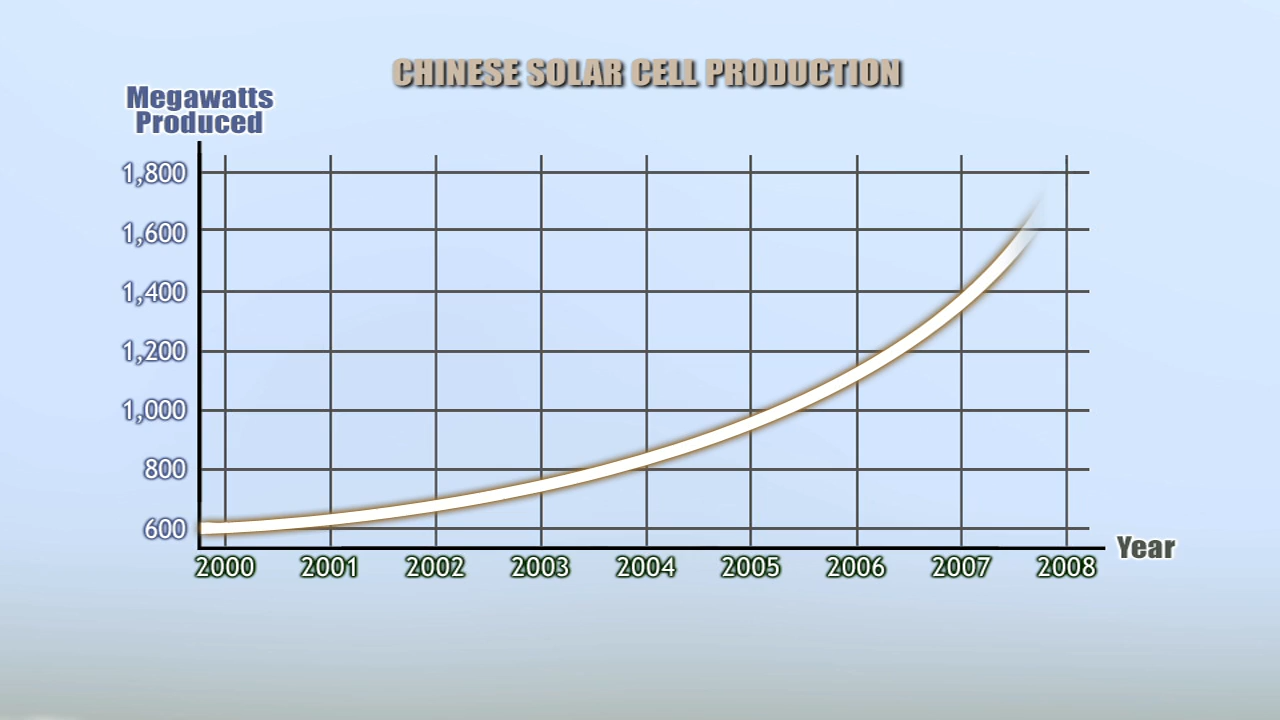 CHINESE SOLAR CELL PRODUCTION
Megawatts
Produced
1,800
1,600
1,400
1,200
1,000
800
600
2000 2001 2002 2003 2004 2005 2006 2007 2008
Year